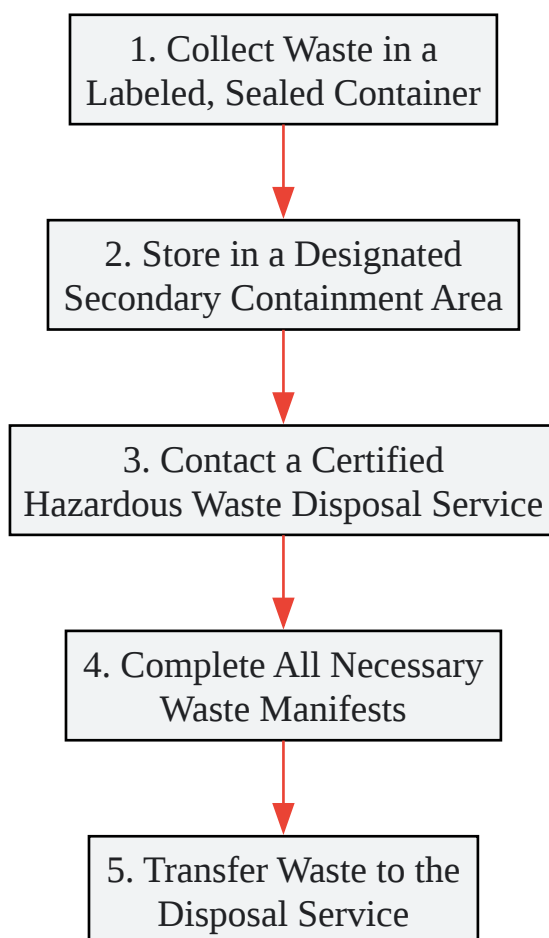 1. Collect Waste in a
Labeled, Sealed Container
2. Store in a Designated
Secondary Containment Area
3. Contact a Certified
Hazardous Waste Disposal Service
4. Complete All Necessary
Waste Manifests
5. Transfer Waste to the
Disposal Service